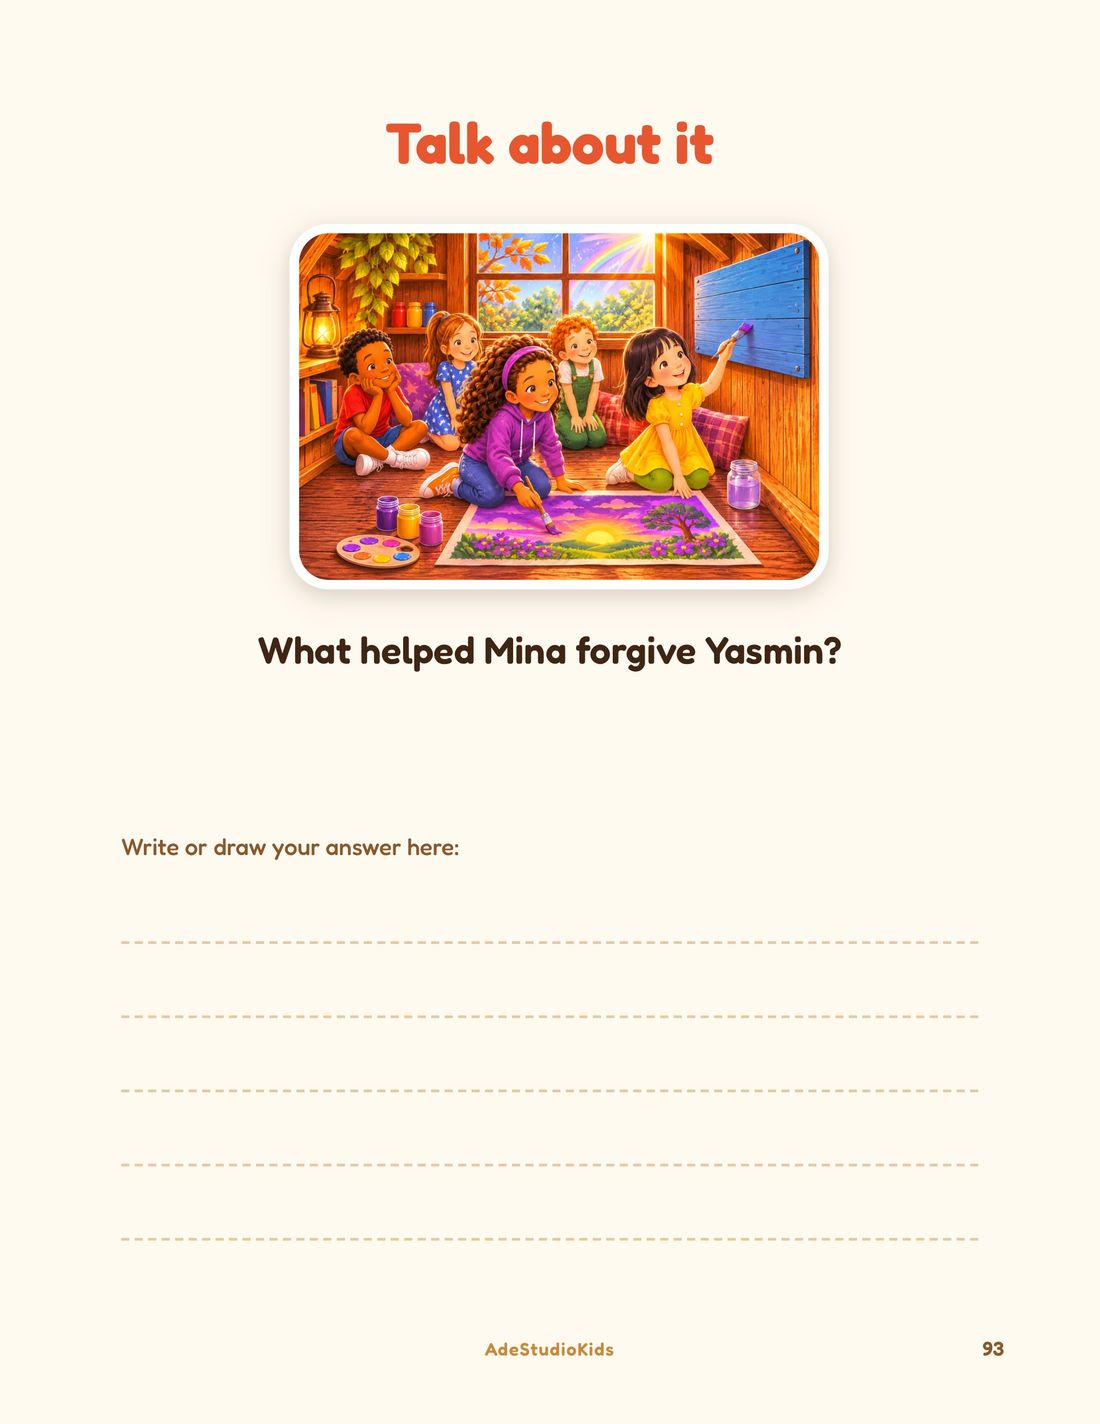 Talk about it
What helped Mina forgive Yasmin?
Write or draw your answer here:
AdeStudioKids
93